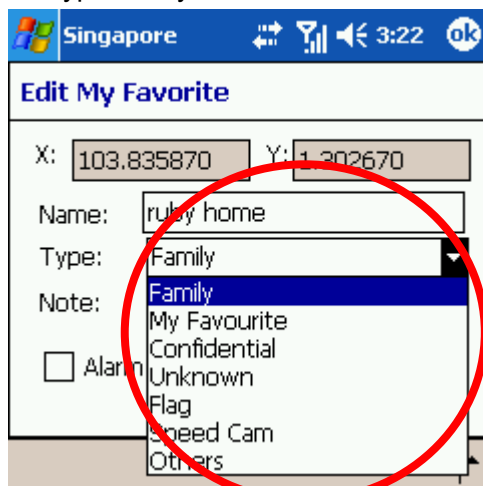 Singapore 3:22 ok
Edit My Favorite
X: 103.835870 Y: 1.302670
Name: ruby home
Type: Family
Note: Family
My Favourite
Confidential
Alarm
Unknown
Flag
Speed Cam
Others